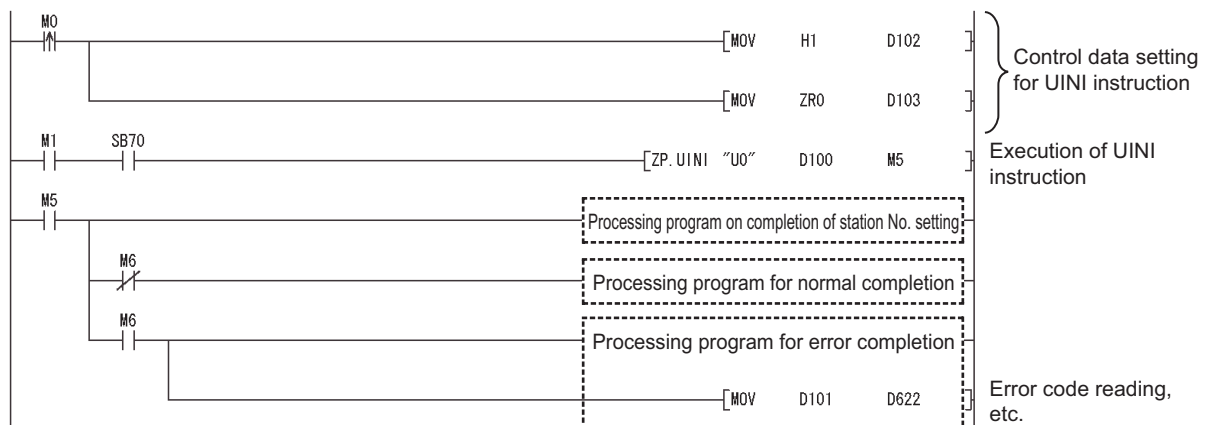 M0
[MOV H1 D102 ]
Control data setting
for UINI instruction
[MOV ZR0 D103 ]
M1 SB70
[ZP.UINI "U0" D100 M5 ]
Execution of UINI
instruction
M5
Processing program on completion of station No. setting
M6
Processing program for normal completion
M6
Processing program for error completion
[MOV D101 D622 ]
Error code reading,
etc.